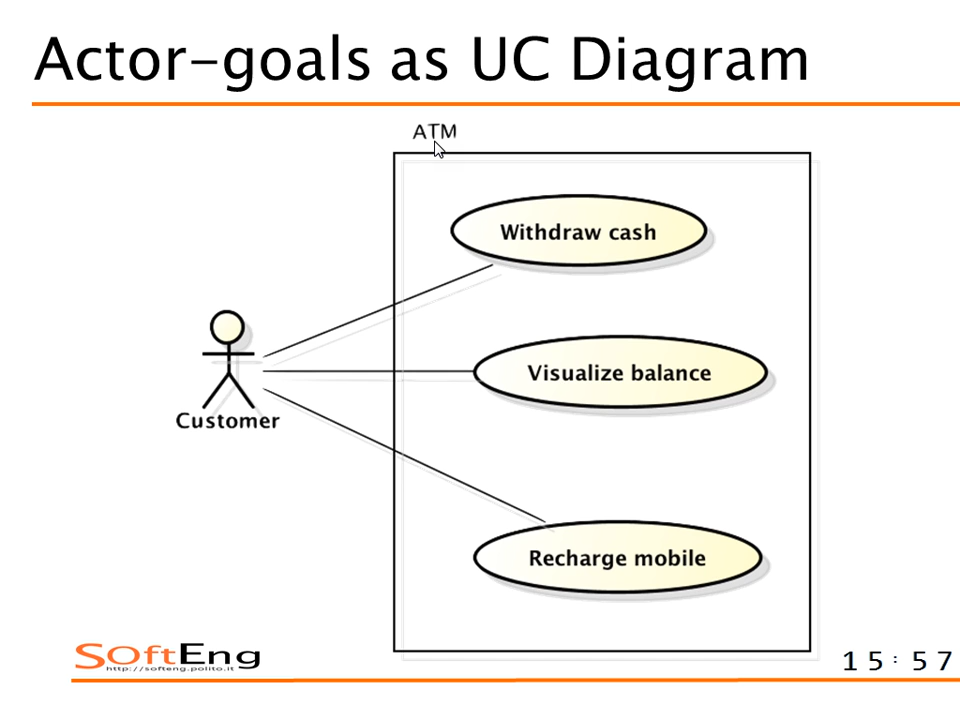 Actor-goals as UC Diagram
ATM
Withdraw cash
Visualize balance
Customer
Recharge mobile
SOftEng
http://softeng.polito.it
15:57